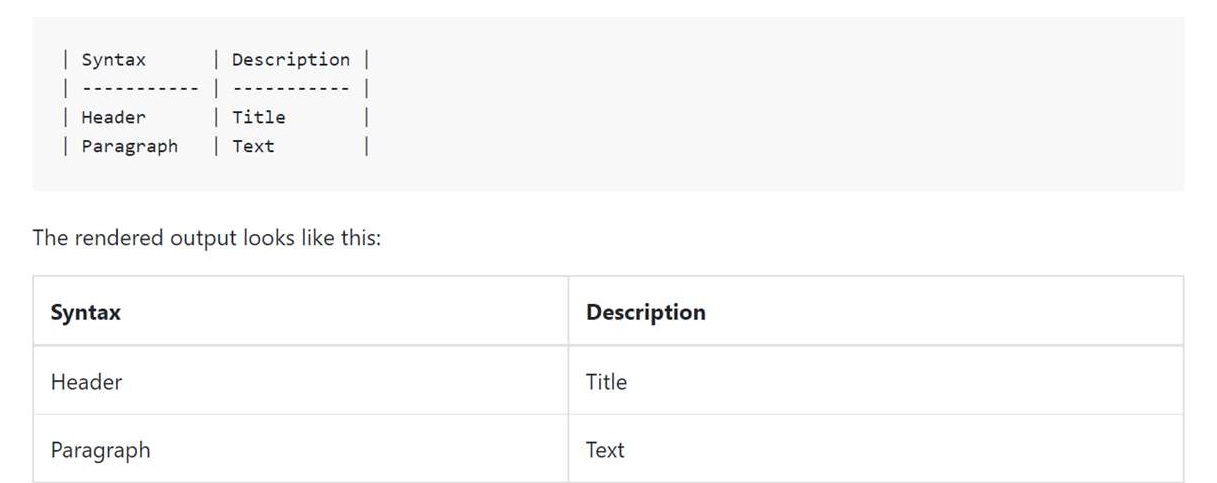 | Syntax      | Description |
| ----------- | ----------- |
| Header      | Title       |
| Paragraph   | Text        |
The rendered output looks like this:
Syntax Description
Header Title
Paragraph Text